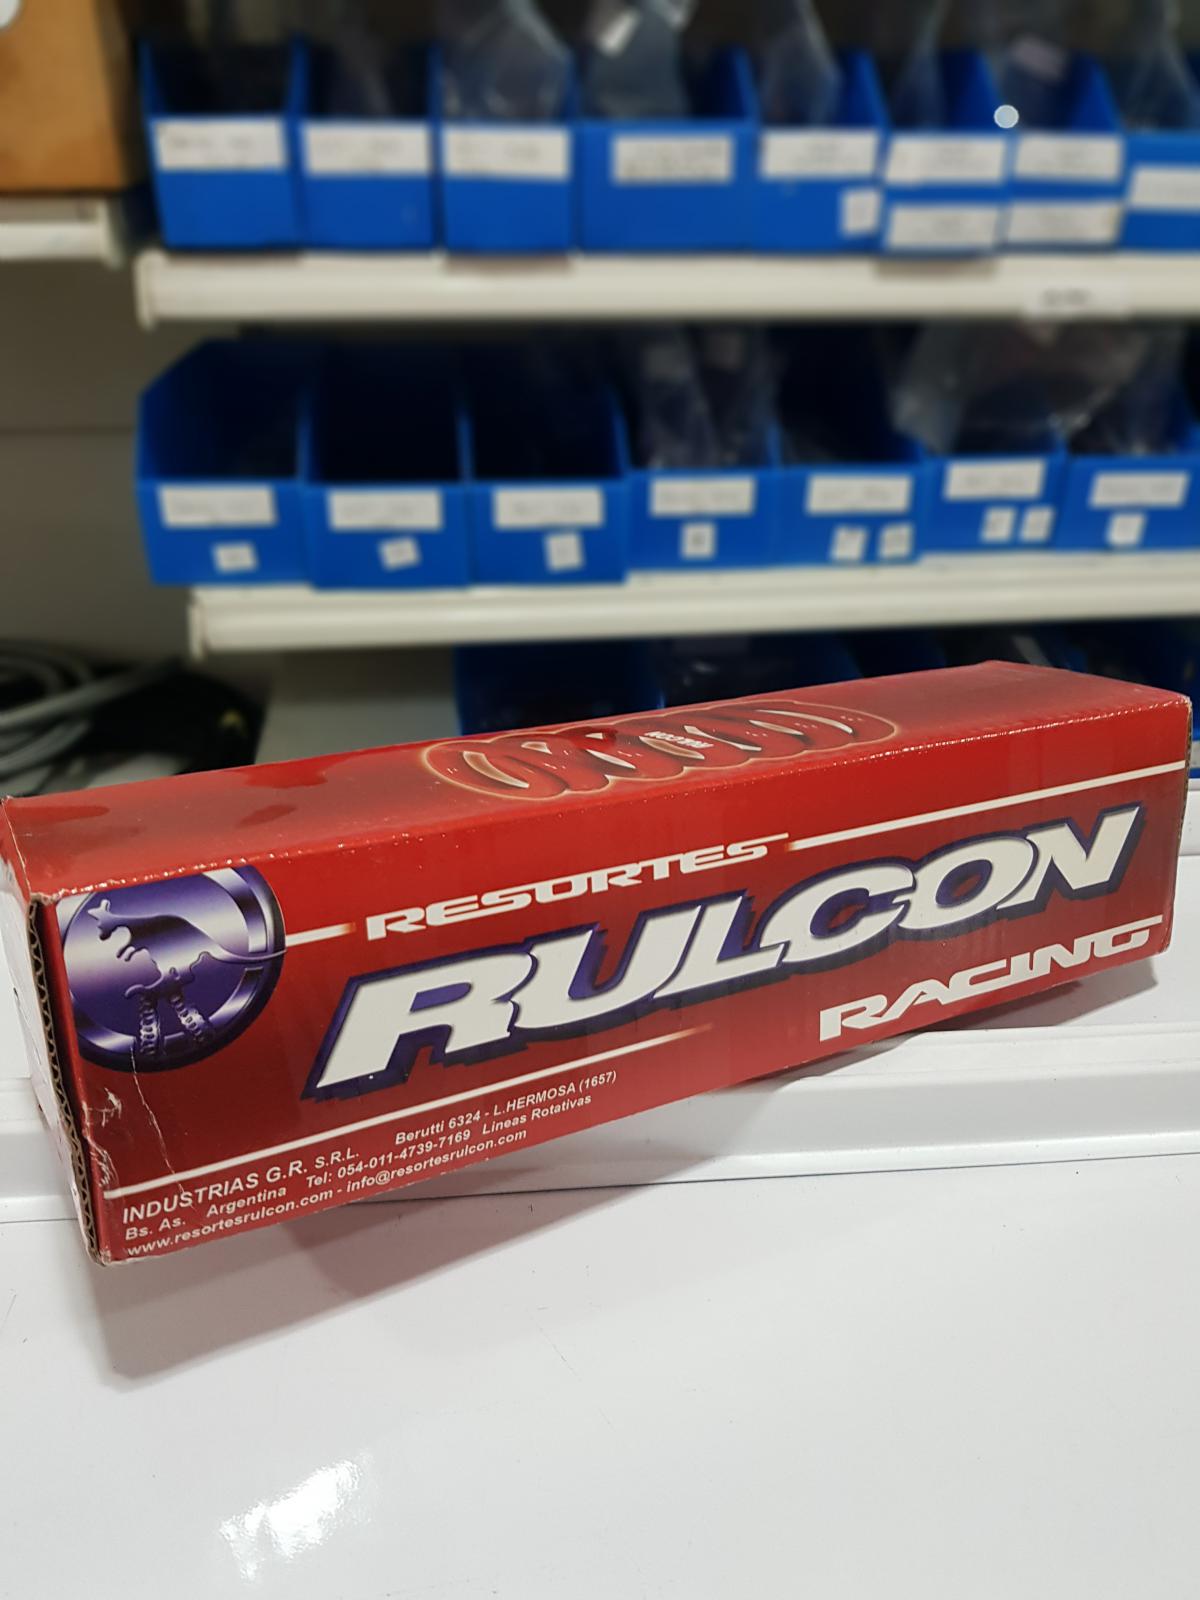 RULCON
RESORTES
RULCON
RACING
INDUSTRIAS G.R. S.R.L. Berutti 6324 - L.HERMOSA (1657)
Bs. As. Argentina Tel: 054-011-4739-7169 Lineas Rotativas
www.resortesrulcon.com - info@resortesrulcon.com